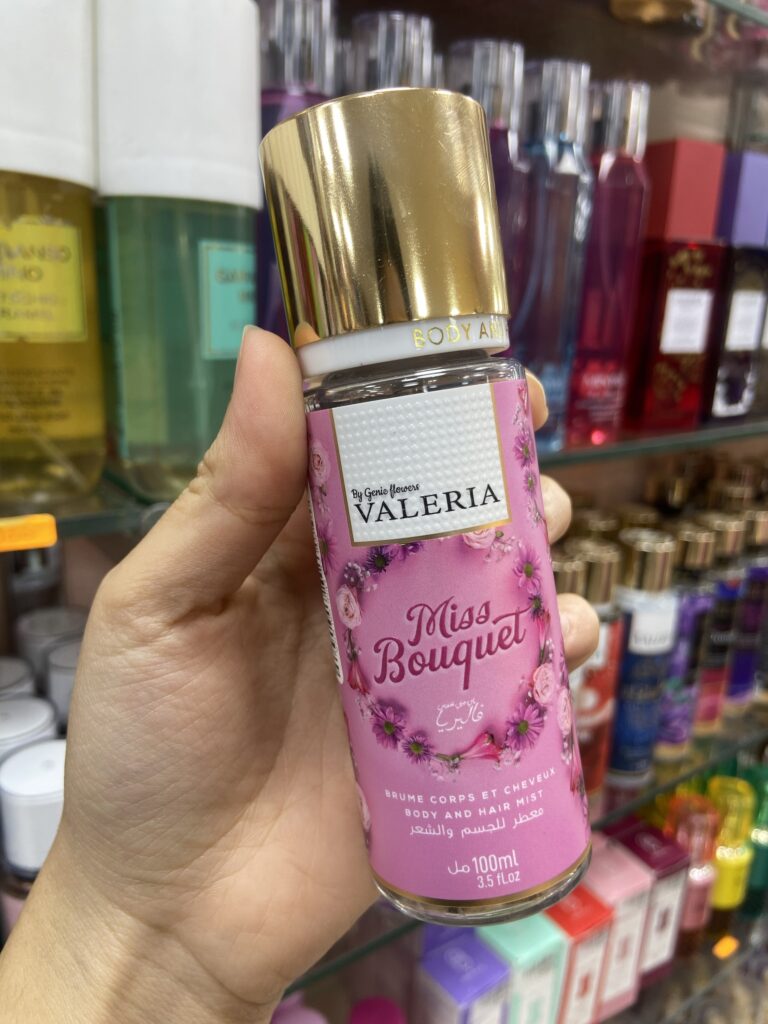 BODY AN
By Genie flowers
VALERIA
Miss
Bouquet
فاليريا
BRUME CORPS ET CHEVEUX
BODY AND HAIR MIST
معطر للجسم والشعر
100ml مل
3.5 fl.oz